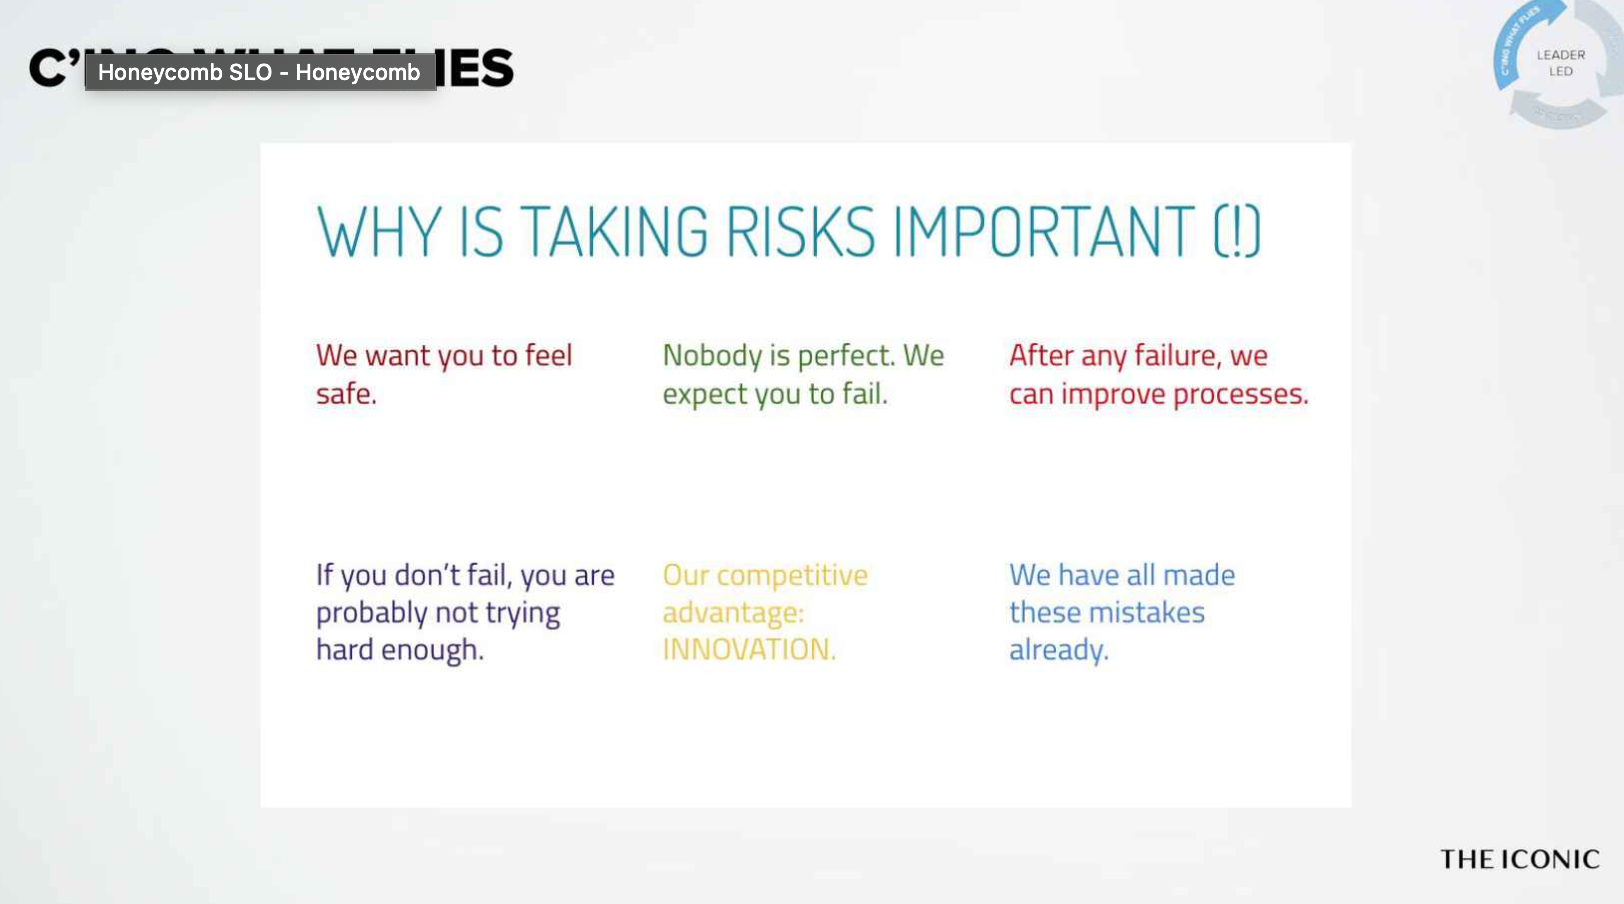 C' IES
Honeycomb SLO - Honeycomb
C'ING WHAT FLIES
LEADER
LED
WHY IS TAKING RISKS IMPORTANT (!)
We want you to feel
safe.
Nobody is perfect. We
expect you to fail.
After any failure, we
can improve processes.
If you don't fail, you are
probably not trying
hard enough.
Our competitive
advantage:
INNOVATION.
We have all made
these mistakes
already.
THE ICONIC